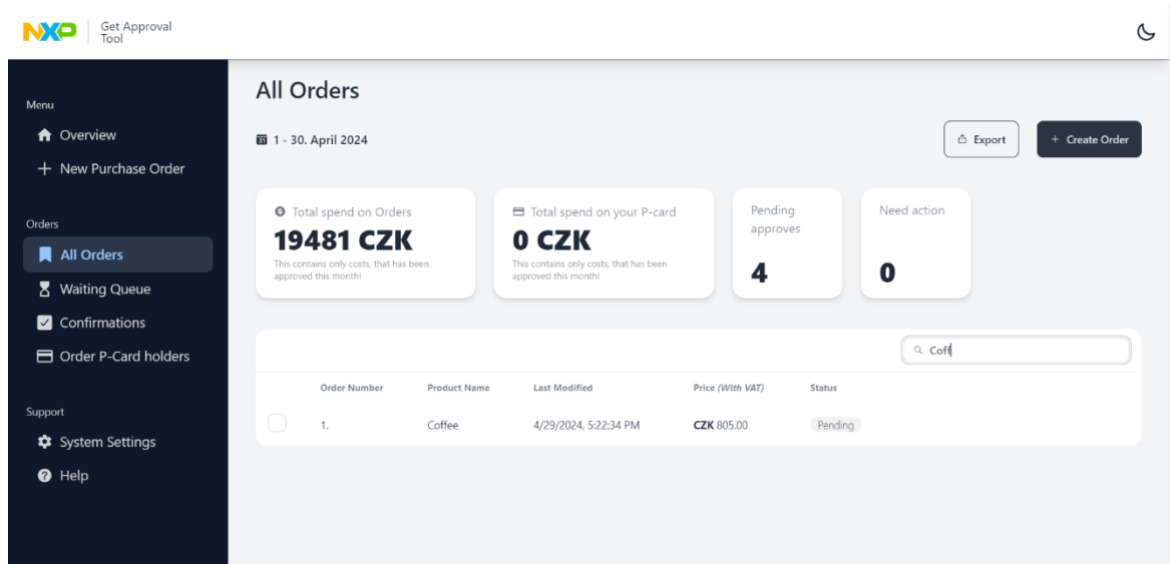 NXP
Get Approval
Tool
Menu
Overview
New Purchase Order
Orders
All Orders
Waiting Queue
Confirmations
Order P-Card holders
Support
System Settings
Help
All Orders
31 1 - 30. April 2024
Export
+ Create Order
Total spend on Orders
19481 CZK
This contains only costs, that has been
approved this month!
Total spend on your P-card
0 CZK
This contains only costs, that has been
approved this month!
Pending
approves
4
Need action
0
Coff
Order Number Product Name Last Modified Price (With VAT) Status
1. Coffee 4/29/2024, 5:22:34 PM CZK 805.00 Pending